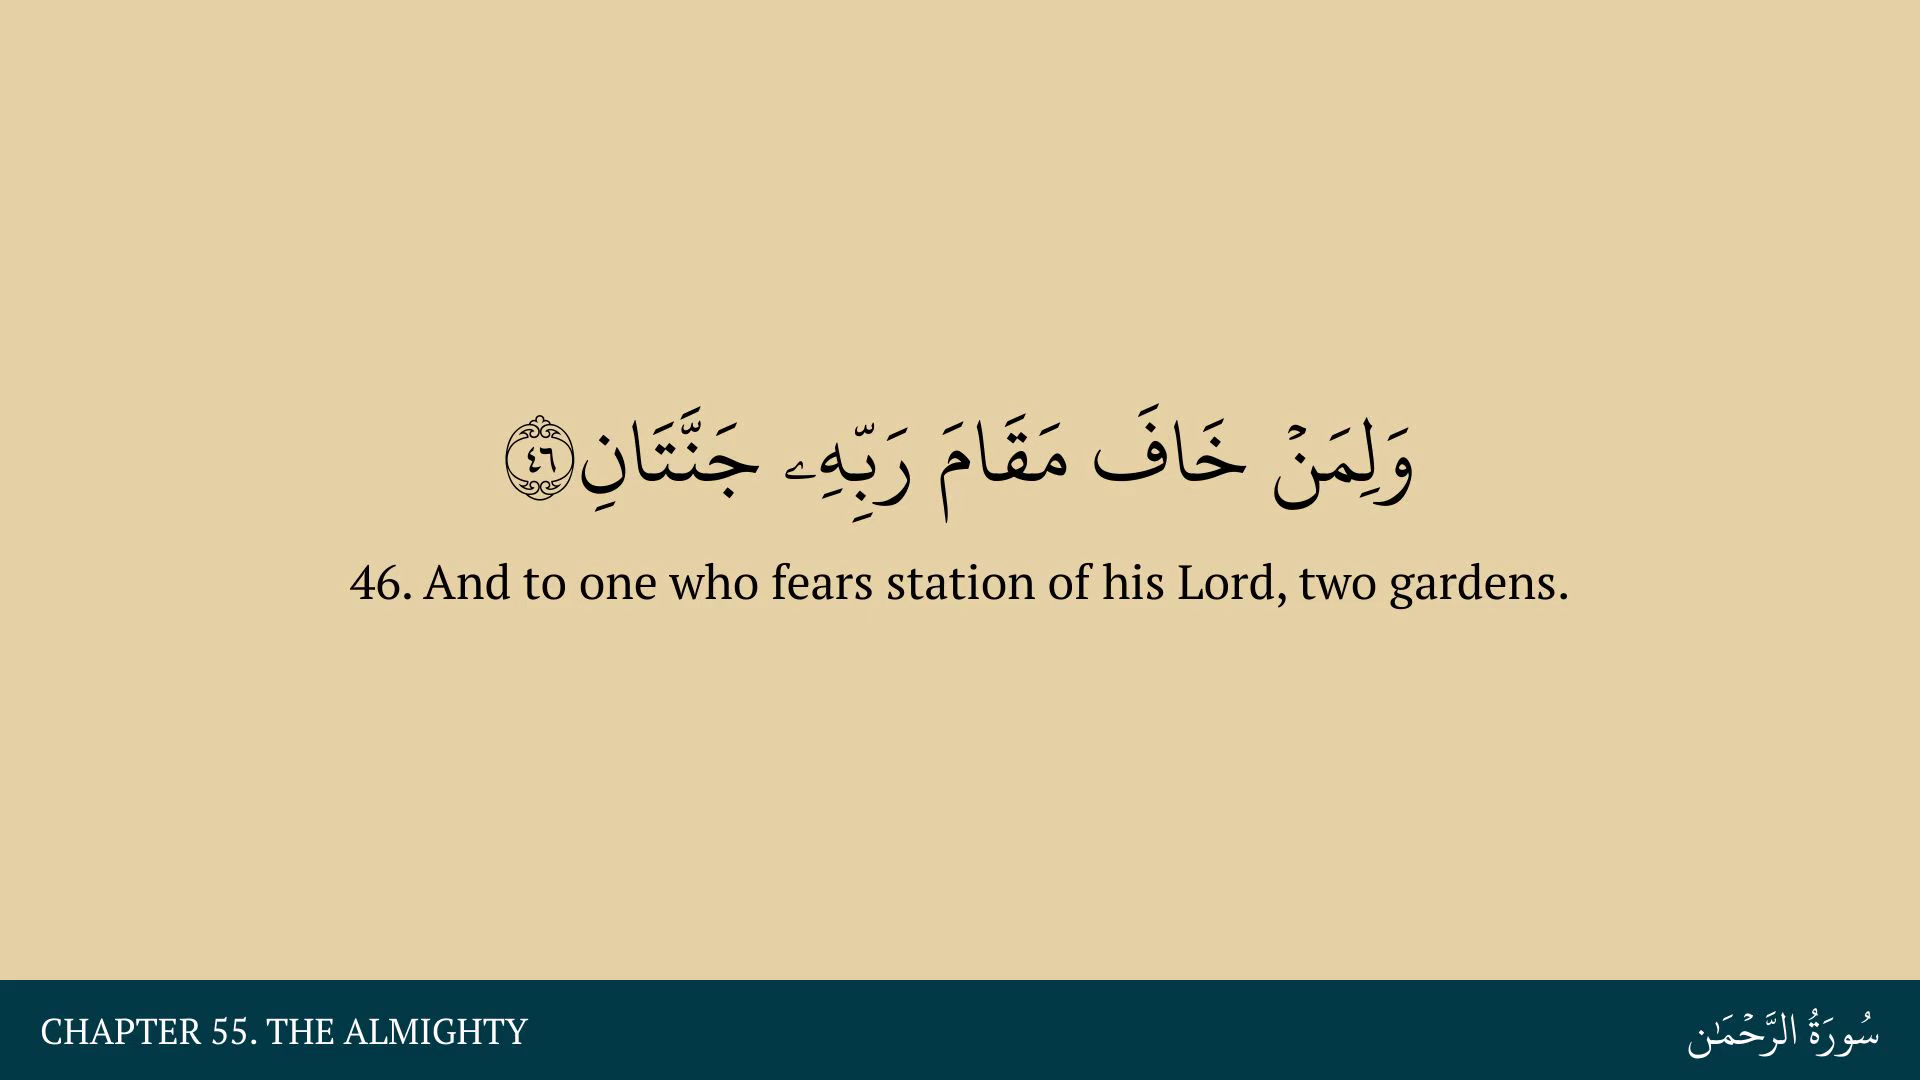 وَلِمَنۡ خَافَ مَقَامَ رَبِّهِۦ جَنَّتَانِ ٤٦
46. And to one who fears station of his Lord, two gardens.
CHAPTER 55. THE ALMIGHTY
سُورَةُ الرَّحۡمَٰن